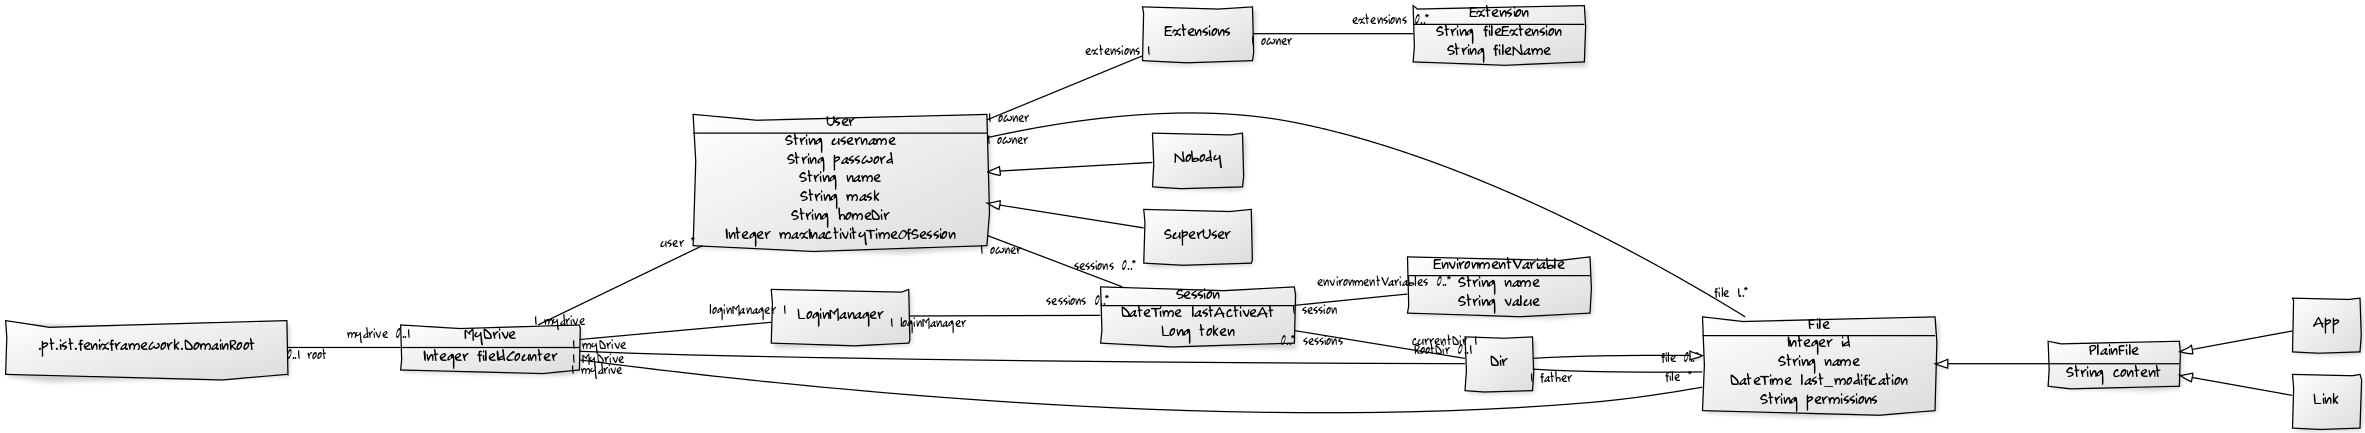 Extensions
extensions 1
1 owner
extensions 0..*
Extension
String fileExtension
String fileName
User
String username
String password
String name
String mask
String homeDir
Integer maxInactivityTimeOfSession
1 owner
1 owner
Nobody
SuperUser
1 owner
sessions 0..*
user *
1 mydrive
.pt.ist.fenixframework.DomainRoot
0..1 root
mydrive 0..1
MyDrive
Integer fileIdCounter
1 myDrive
1 MyDrive
1 mydrive
loginManager 1
LoginManager
1 loginManager
sessions 0..*
Session
DateTime lastActiveAt
Long token
environmentVariables 0..*
1 session
EnvironmentVariable
String name
String value
0..* sessions
currentDir 1
RootDir 0..1
Dir
1 father
file 1..*
file *
File
Integer id
String name
DateTime last_modification
String permissions
PlainFile
String content
App
Link